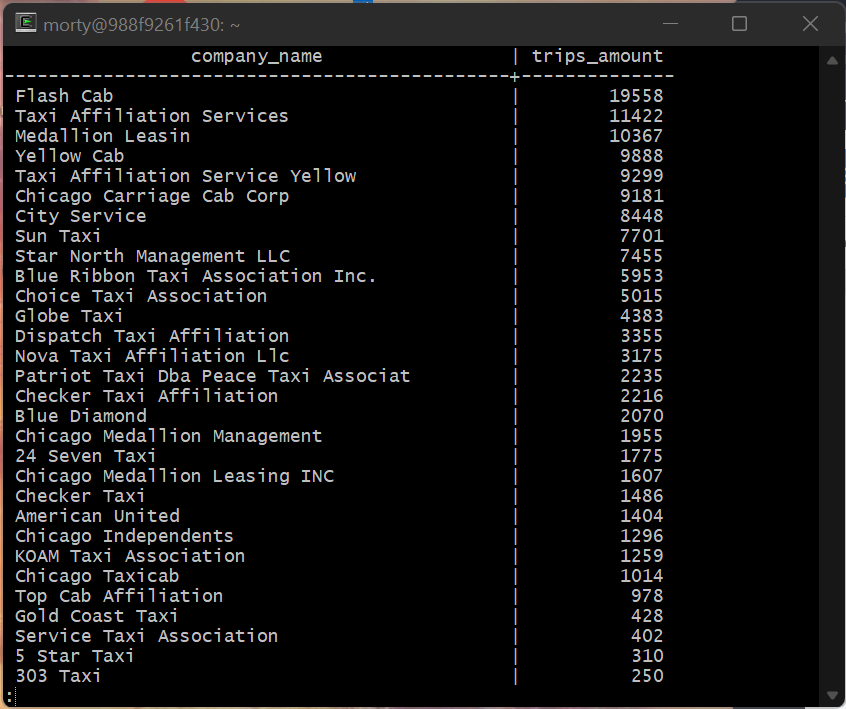 morty@988f9261f430: ~
company_name | trips_amount
-----------------------------------------------+--------------
Flash Cab | 19558
Taxi Affiliation Services | 11422
Medallion Leasin | 10367
Yellow Cab | 9888
Taxi Affiliation Service Yellow | 9299
Chicago Carriage Cab Corp | 9181
City Service | 8448
Sun Taxi | 7701
Star North Management LLC | 7455
Blue Ribbon Taxi Association Inc. | 5953
Choice Taxi Association | 5015
Globe Taxi | 4383
Dispatch Taxi Affiliation | 3355
Nova Taxi Affiliation Llc | 3175
Patriot Taxi Dba Peace Taxi Associat | 2235
Checker Taxi Affiliation | 2216
Blue Diamond | 2070
Chicago Medallion Management | 1955
24 Seven Taxi | 1775
Chicago Medallion Leasing INC | 1607
Checker Taxi | 1486
American United | 1404
Chicago Independents | 1296
KOAM Taxi Association | 1259
Chicago Taxicab | 1014
Top Cab Affiliation | 978
Gold Coast Taxi | 428
Service Taxi Association | 402
5 Star Taxi | 310
303 Taxi | 250
: